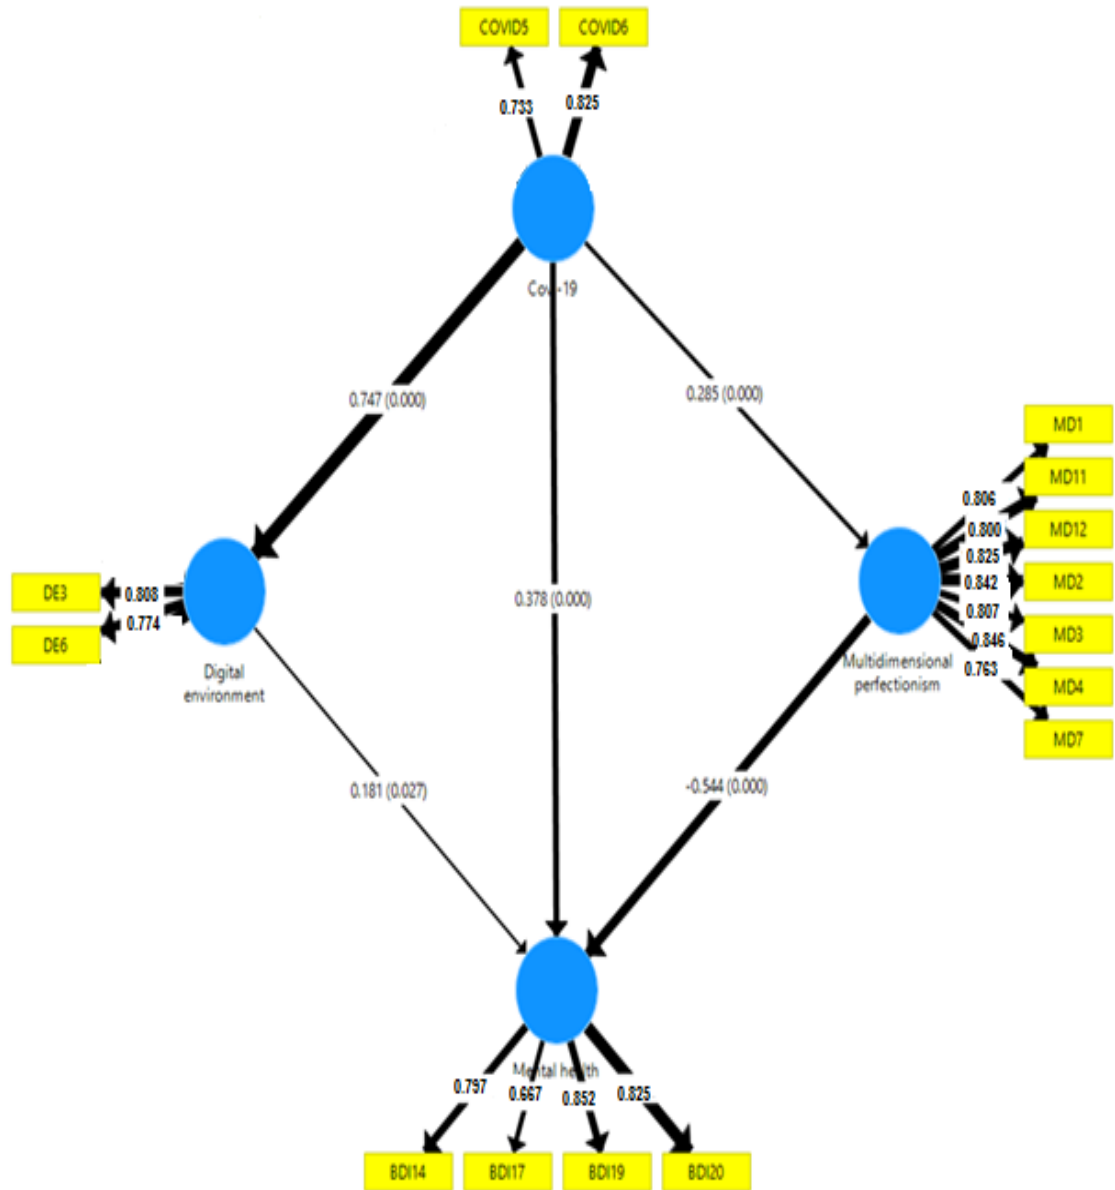 COVID5 COVID6
0.733 0.825
Cov -19
0.747 (0.000) 0.285 (0.000)
MD1
MD11
MD12
MD2
MD3
MD4
MD7
0.806
0.800
0.825
0.842
0.807
0.846
0.763
DE3
DE6
0.808
0.774
0.378 (0.000)
Digital
environment
Multidimensional
perfectionism
0.181 (0.027) -0.544 (0.000)
Mental health
0.797 0.667 0.852 0.825
BDI14 BDI17 BDI19 BDI20